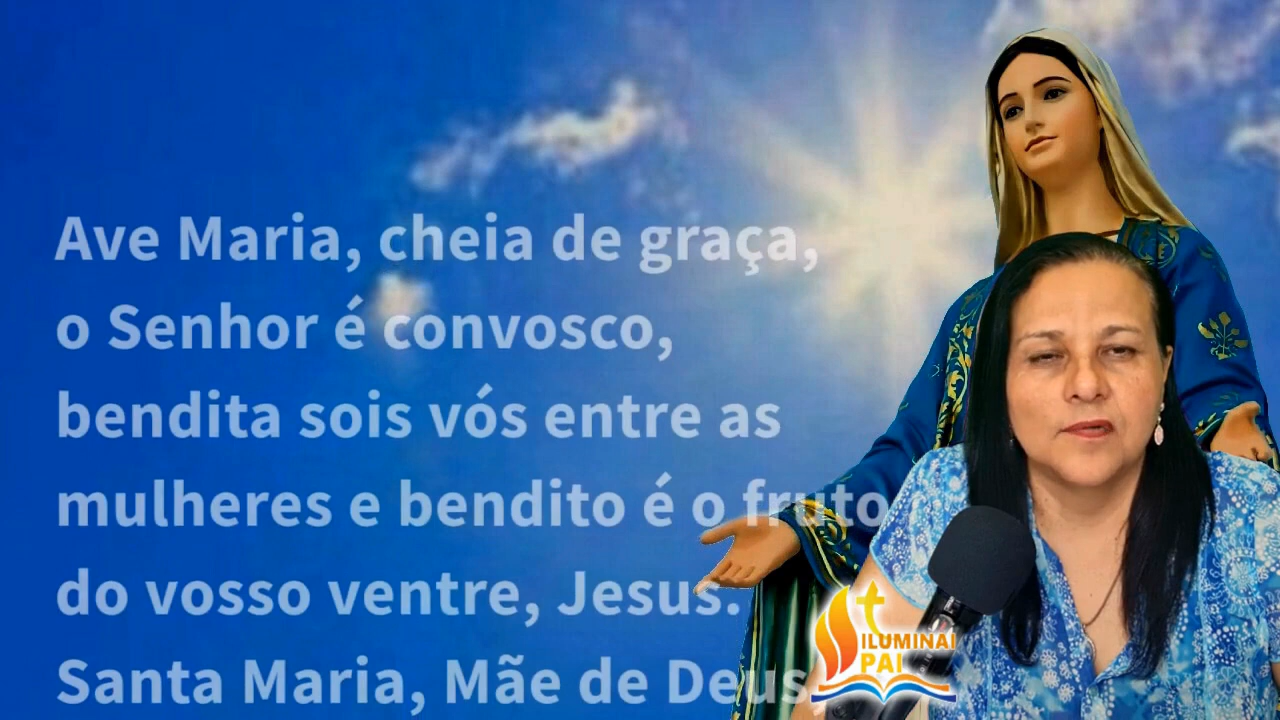 Ave Maria, cheia de graça,
o Senhor é convosco,
bendita sois vós entre as
mulheres e bendito é o fruto
do vosso ventre, Jesus.
Santa Maria, Mãe de Deus,
ILUMINAI
PAI